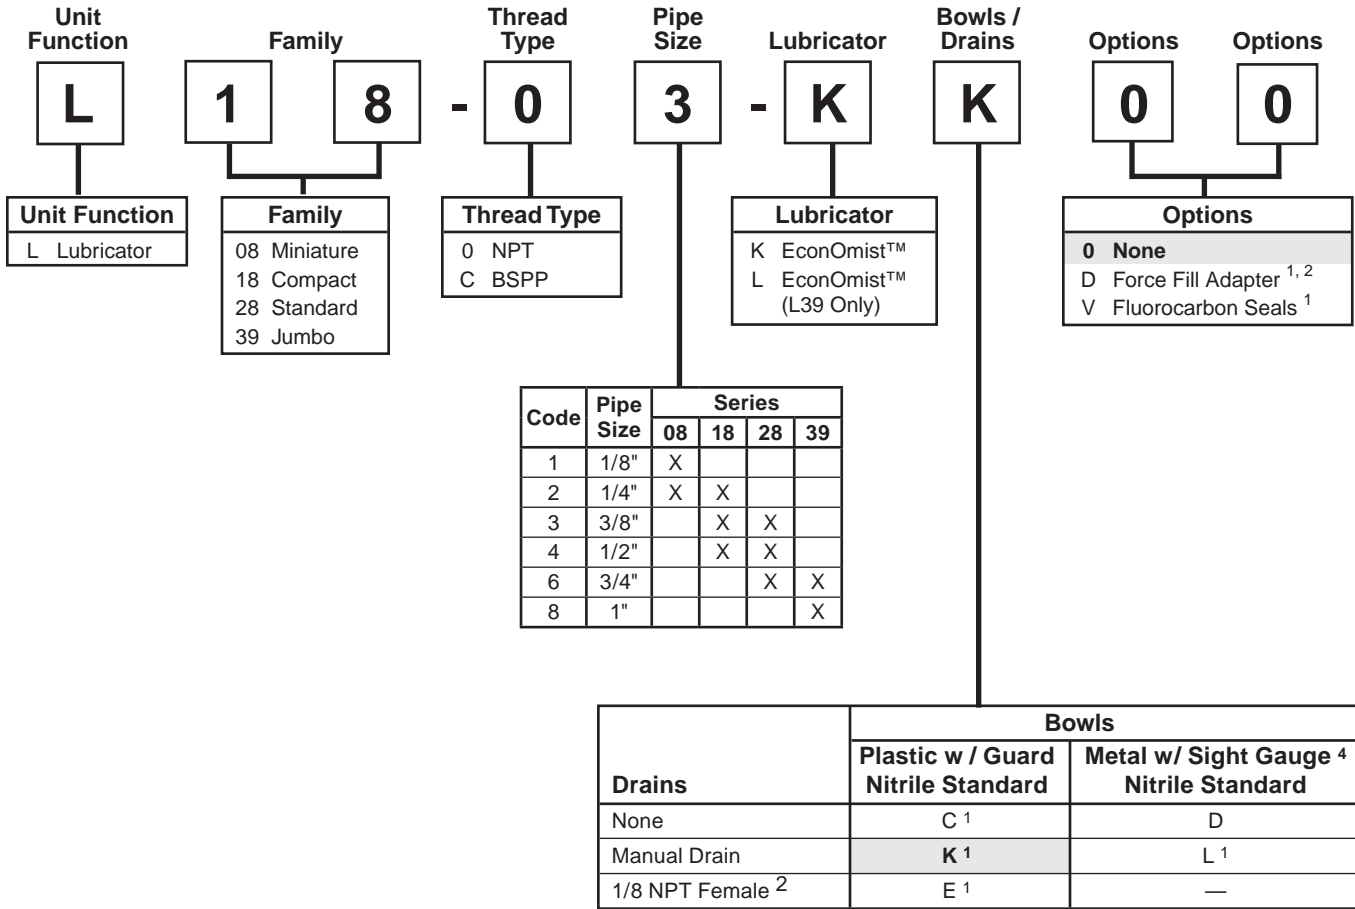 Unit Function Family Thread Type Pipe Size Lubricator Bowls / Drains Options Options
L 1 8 - 0 3 - K K 0 0
Unit Function
L Lubricator
Family
08 Miniature
18 Compact
28 Standard
39 Jumbo
Thread Type
0 NPT
C BSPP
Lubricator
K EconOmist™
L EconOmist™
(L39 Only)
Options
0 None
D Force Fill Adapter 1, 2
V Fluorocarbon Seals 1
Code Pipe Size Series
08 18 28 39
1 1/8" X
2 1/4" X X
3 3/8" X X
4 1/2" X X
6 3/4" X X
8 1" X
Drains Bowls
Plastic w / Guard Nitrile Standard Metal w/ Sight Gauge 4 Nitrile Standard
None C 1 D
Manual Drain K 1 L 1
1/8 NPT Female 2 E 1 —